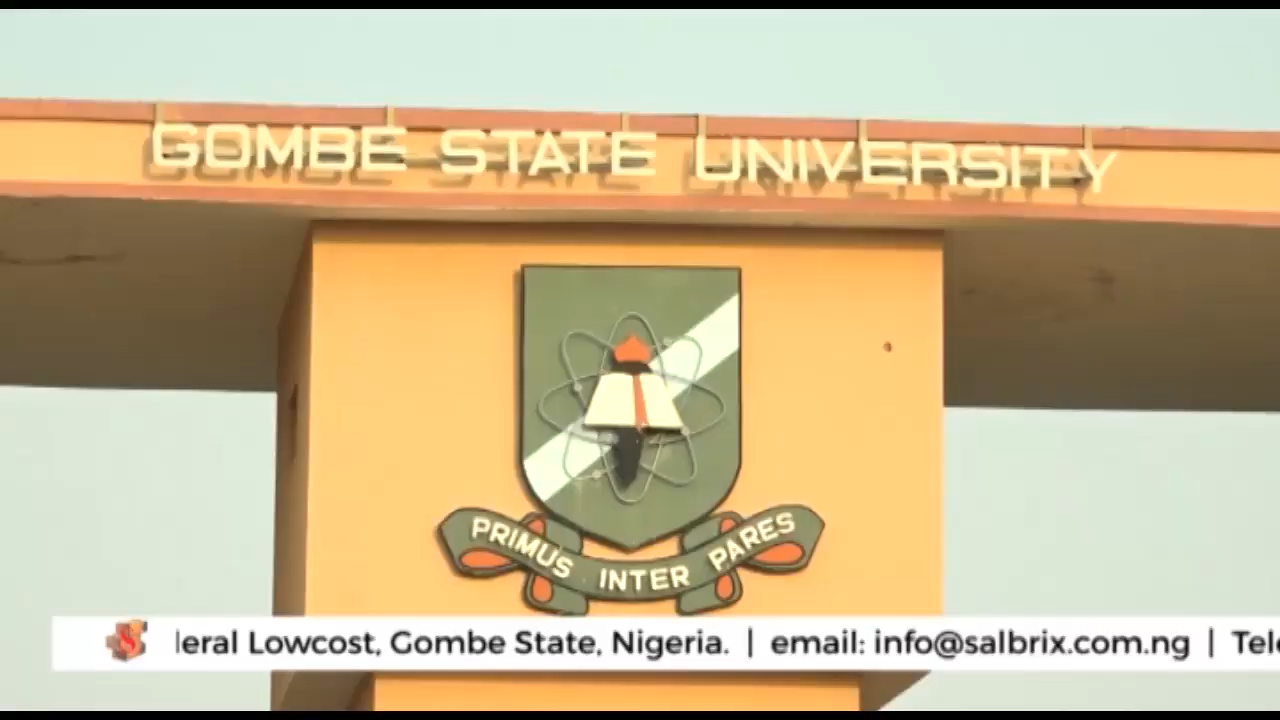 GOMBE STATE UNIVERSITY
PRIMUS INTER PARES
Lowcost, Gombe State, Nigeria. | email: info@salbrix.com.ng |